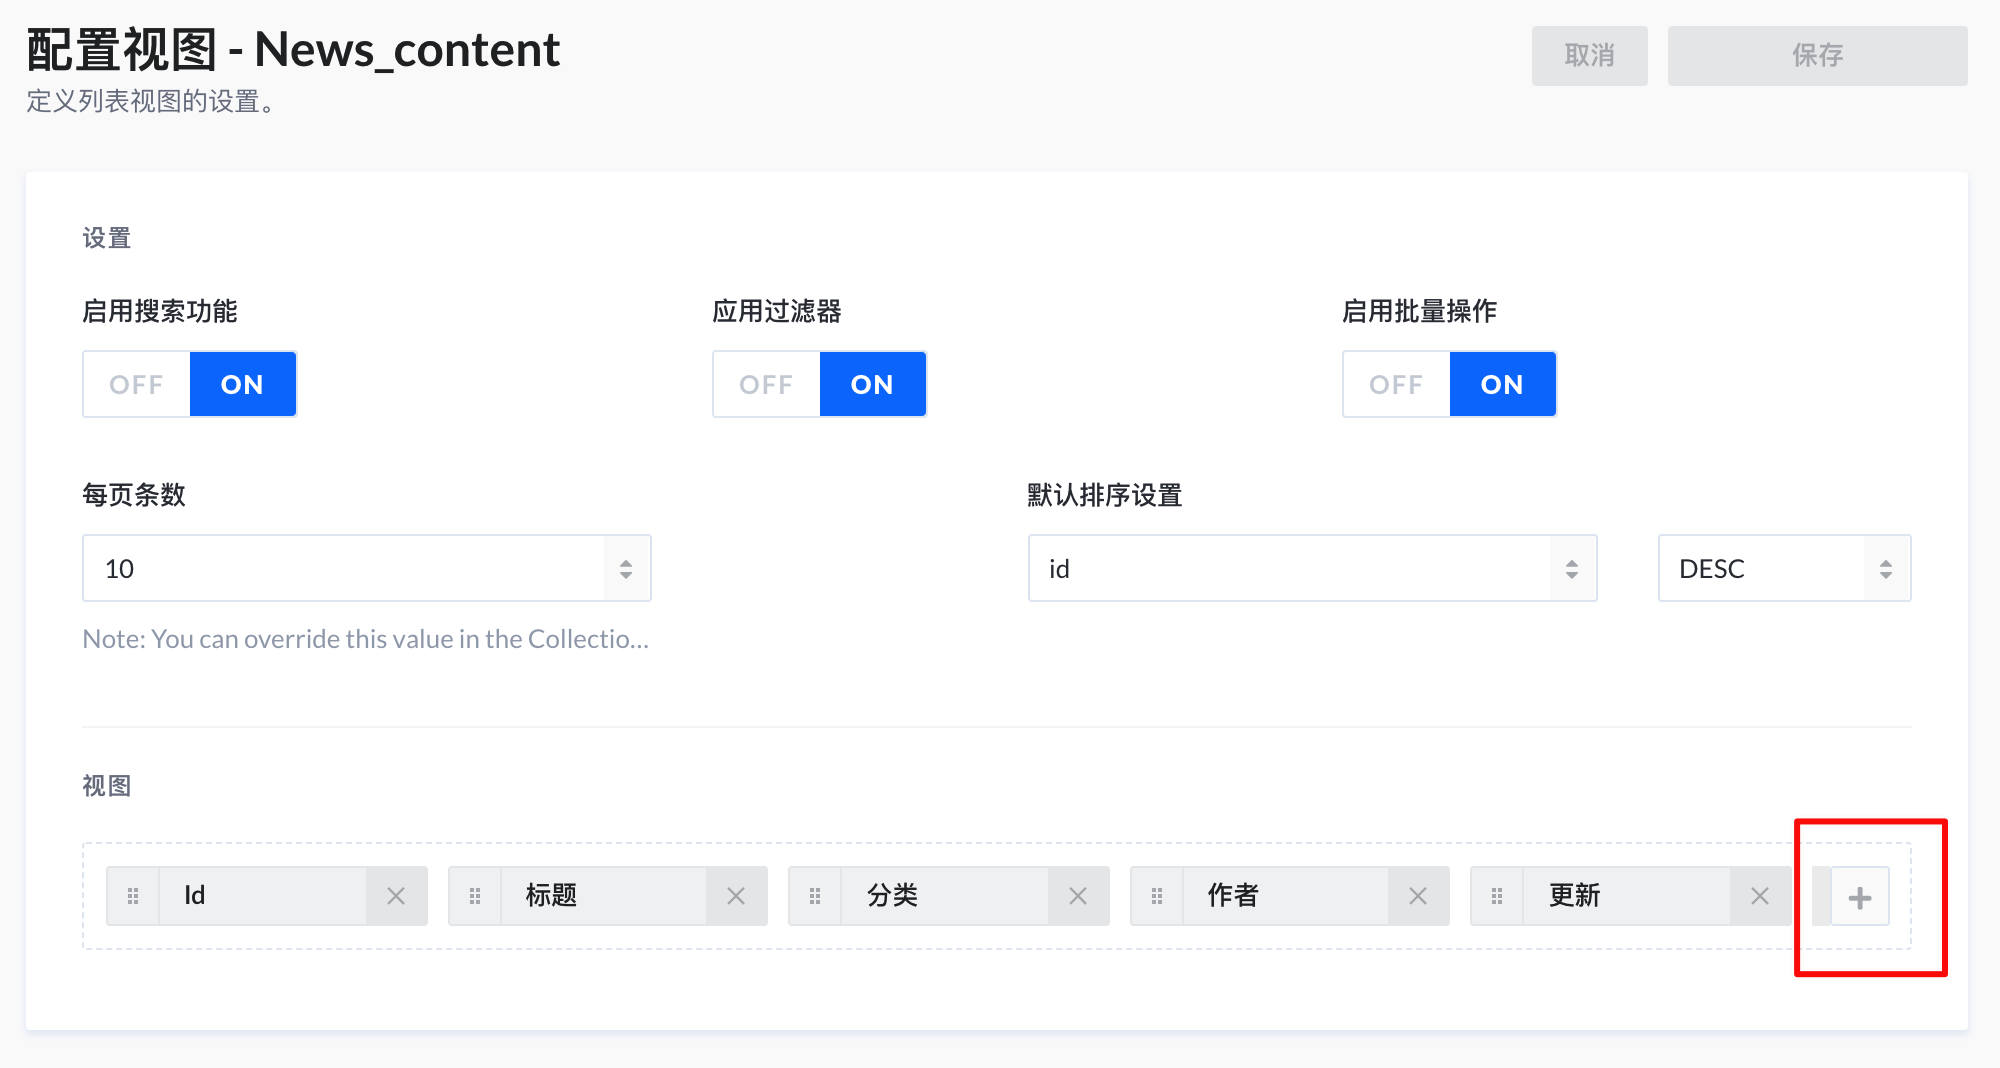 配置视图 - News_content
取消
保存
定义列表视图的设置。
设置
启用搜索功能
应用过滤器
启用批量操作
OFF ON
OFF ON
OFF ON
每页条数
默认排序设置
10
id
DESC
Note: You can override this value in the Collectio...
视图
Id
标题
分类
作者
更新